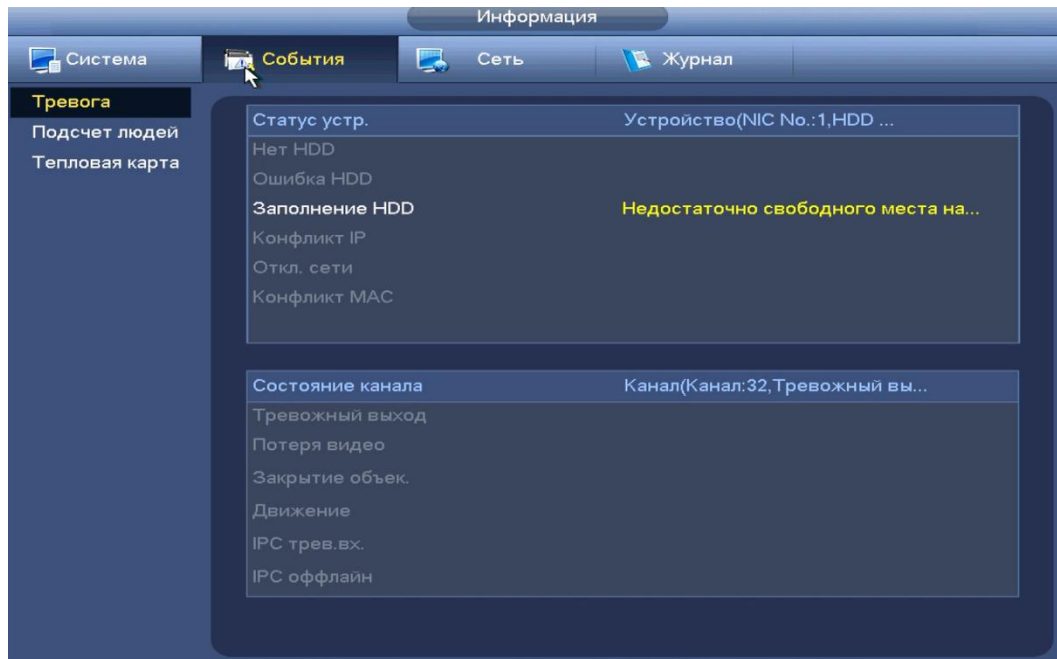 Информация
Система
События
Сеть
Журнал
Тревога
Подсчет людей
Тепловая карта
Статус устр. Устройство(NIC No.:1,HDD ...
Нет HDD
Ошибка HDD
Заполнение HDD Недостаточно свободного места на...
Конфликт IP
Откл. сети
Конфликт MAC
Состояние канала Канал(Канал:32,Тревожный вы...
Тревожный выход
Потеря видео
Закрытие объек.
Движение
IPC трев.вх.
IPC оффлайн